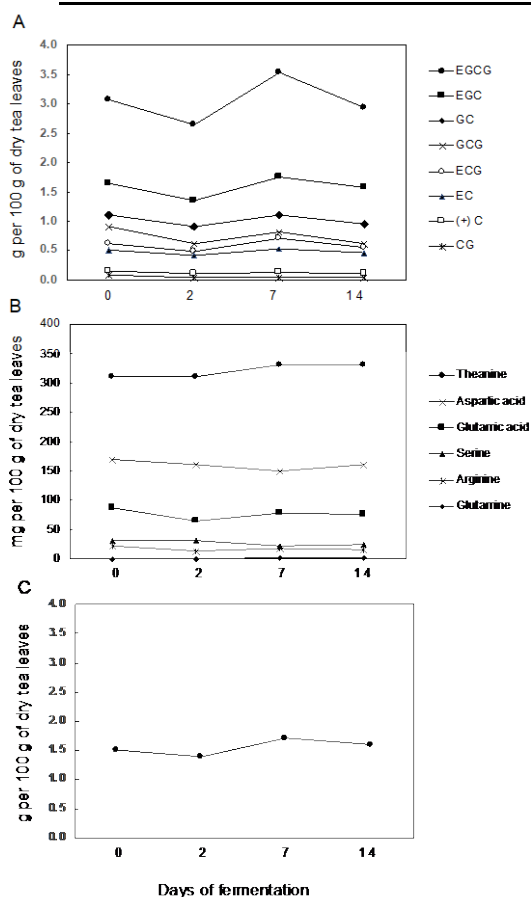 A
g per 100 g of dry tea leaves
4.0
3.5
3.0
2.5
2.0
1.5
1.0
0.5
0.0
0 2 7 14
EGCG
EGC
GC
GCG
ECG
EC
(+) C
CG
B
mg per 100 g of dry tea leaves
400
350
300
250
200
150
100
50
0
0 2 7 14
Theanine
Aspartic acid
Glutamic acid
Serine
Arginine
Glutamine
C
g per 100 g of dry tea leaves
4.0
3.5
3.0
2.5
2.0
1.5
1.0
0.5
0.0
0 2 7 14
Days of fermentation